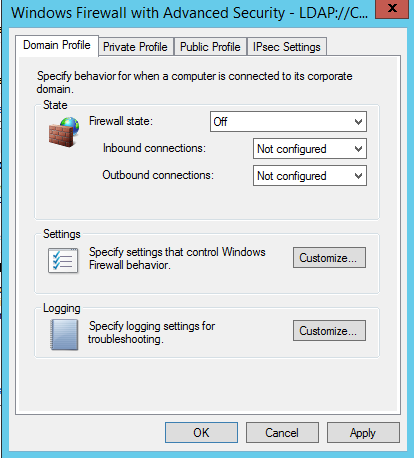 Windows Firewall with Advanced Security - LDAP://C... x
Domain Profile Private Profile Public Profile IPsec Settings
Specify behavior for when a computer is connected to its corporate
domain.
State
Firewall state: Off
Inbound connections: Not configured
Outbound connections: Not configured
Settings
Specify settings that control Windows
Firewall behavior.
Customize...
Logging
Specify logging settings for
troubleshooting.
Customize...
OK Cancel Apply